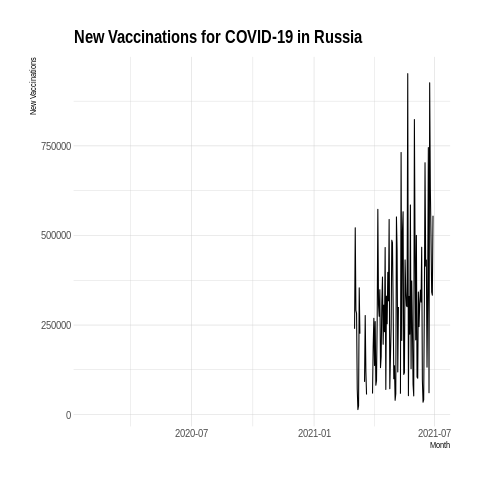 New Vaccinations for COVID-19 in Russia
New Vaccinations
750000
500000
250000
0
2020-07
2021-01
2021-07
Month